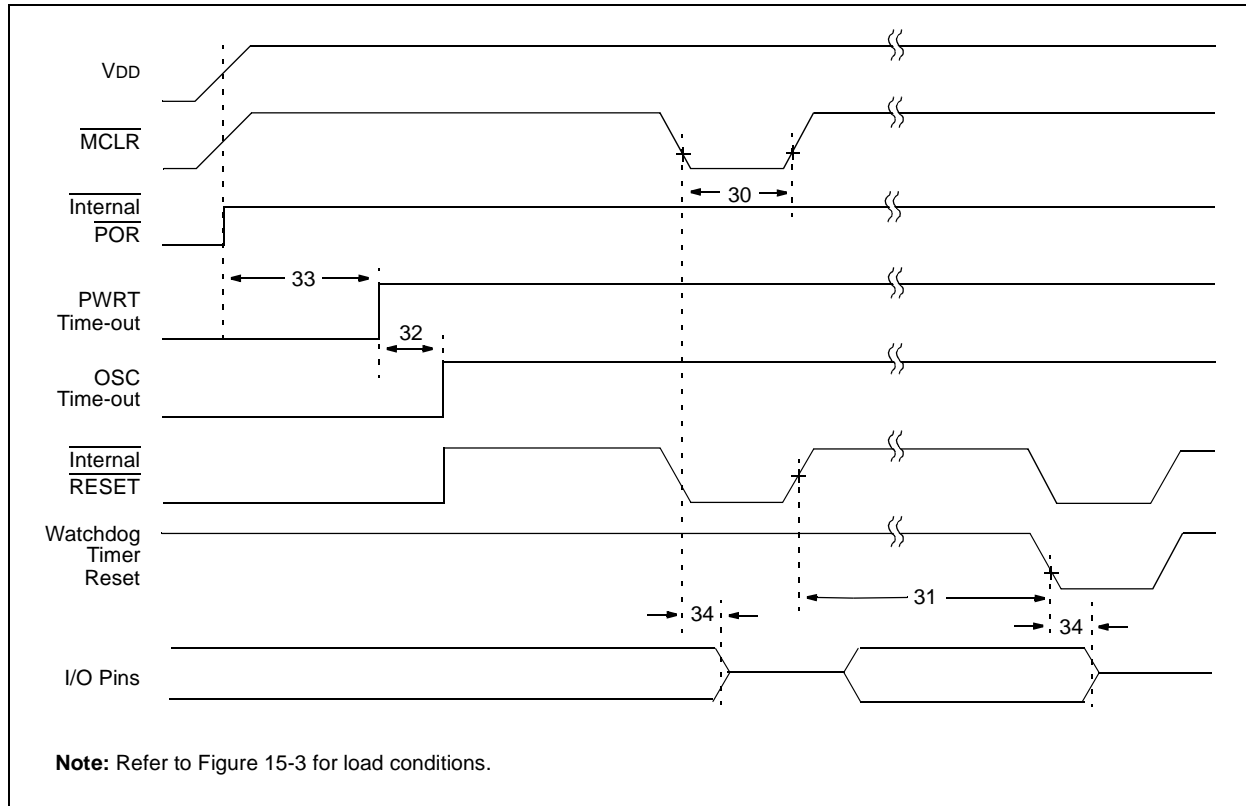 VDD
MCLR
30
Internal
POR
33
PWRT
Time-out
32
OSC
Time-out
Internal
RESET
Watchdog
Timer
Reset
31
34
34
I/O Pins
Note: Refer to Figure 15-3 for load conditions.